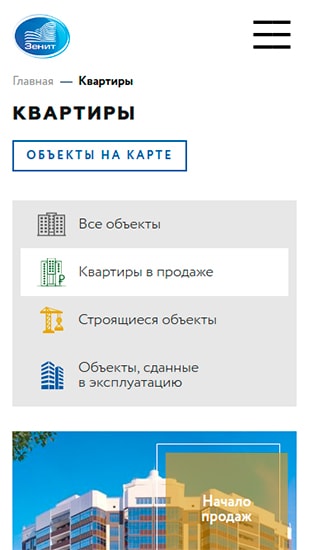 Зенит
Главная — Квартиры
КВАРТИРЫ
ОБЪЕКТЫ НА КАРТЕ
Все объекты
Квартиры в продаже
Строящиеся объекты
Объекты, сданные
в эксплуатацию
Начало
продаж